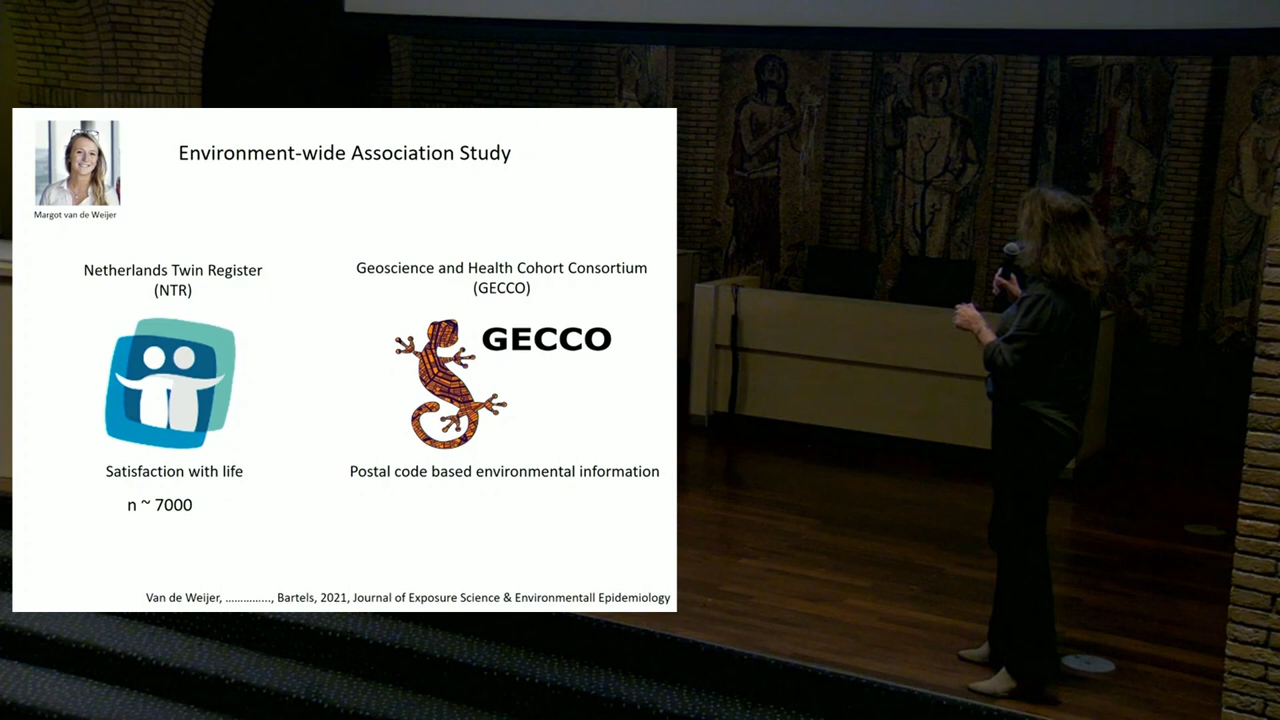 Environment-wide Association Study
Margot van de Weijer
Netherlands Twin Register
(NTR)
Satisfaction with life
n ~ 7000
Geoscience and Health Cohort Consortium
(GECCO)
GECCO
Postal code based environmental information
Van de Weijer, ..............., Bartels, 2021, Journal of Exposure Science & Environmentall Epidemiology